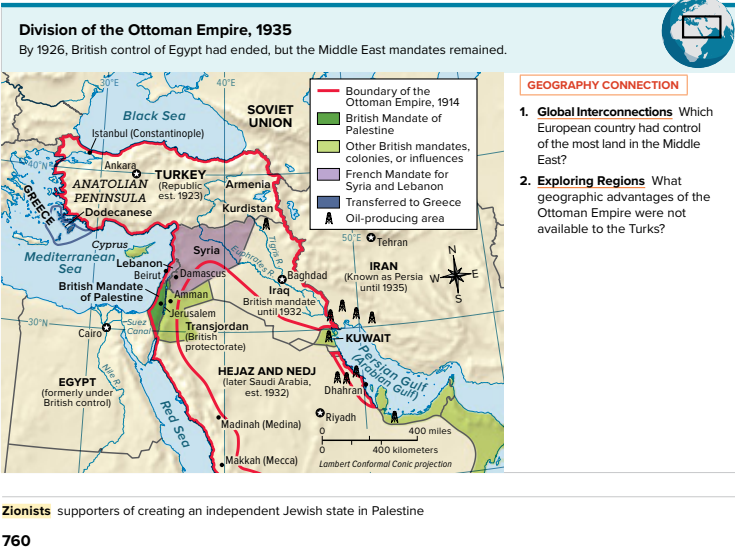 Division of the Ottoman Empire, 1935
By 1926, British control of Egypt had ended, but the Middle East mandates remained.
30°E
40°E
Black Sea
SOVIET
UNION
Istanbul (Constantinople)
40°N
Ankara
TURKEY
(Republic
est. 1923)
ANATOLIAN
PENINSULA
Armenia
GREECE
Dodecanese
Kurdistan
Cyprus
Syria
Tigris R.
Euphrates R.
50°E
Tehran
Mediterranean
Sea
Lebanon
Beirut
Damascus
Baghdad
IRAN
(Known as Persia
until 1935)
British Mandate
of Palestine
Amman
Iraq
British mandate
until 1932
Jerusalem
30°N
Suez
Canal
Cairo
Transjordan
(British
protectorate)
KUWAIT
Persian Gulf
(Arabian Gulf)
EGYPT
(formerly under
British control)
Nile R.
HEJAZ AND NEDJ
(later Saudi Arabia,
est. 1932)
Dhahran
Red Sea
Riyadh
Madinah (Medina)
Makkah (Mecca)
N
W
E
S
0
400 miles
0
400 kilometers
Lambert Conformal Conic projection
Boundary of the
Ottoman Empire, 1914
British Mandate of
Palestine
Other British mandates,
colonies, or influences
French Mandate for
Syria and Lebanon
Transferred to Greece
Oil-producing area
GEOGRAPHY CONNECTION
1. Global Interconnections Which
European country had control
of the most land in the Middle
East?
2. Exploring Regions What
geographic advantages of the
Ottoman Empire were not
available to the Turks?
Zionists supporters of creating an independent Jewish state in Palestine
760